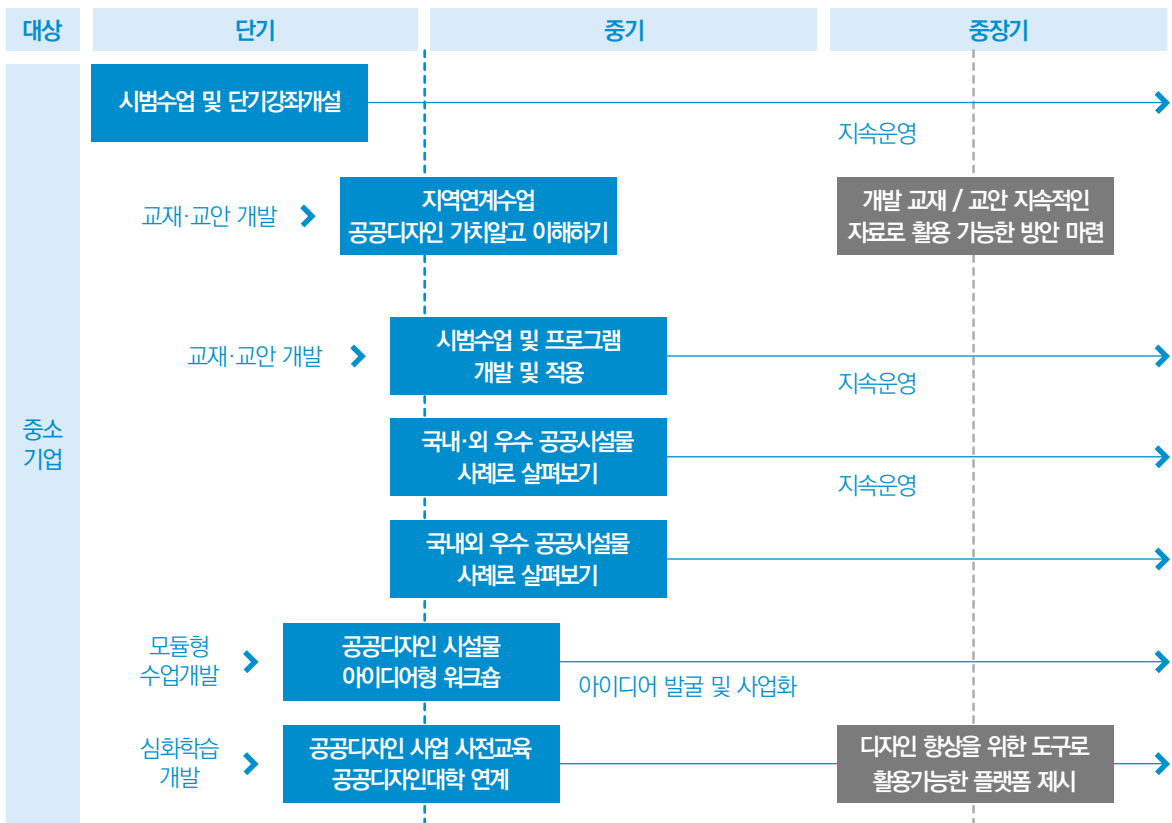 대상
단기
중기
중장기
중소
기업
시범수업 및 단기강좌개설
지속운영
교재·교안 개발
지역연계수업
공공디자인 가치알고 이해하기
개발 교재 / 교안 지속적인
자료로 활용 가능한 방안 마련
교재·교안 개발
시범수업 및 프로그램
개발 및 적용
지속운영
국내·외 우수 공공시설물
사례로 살펴보기
지속운영
국내외 우수 공공시설물
사례로 살펴보기
모듈형
수업개발
공공디자인 시설물
아이디어형 워크숍
아이디어 발굴 및 사업화
심화학습
개발
공공디자인 사업 사전교육
공공디자인대학 연계
디자인 향상을 위한 도구로
활용가능한 플랫폼 제시